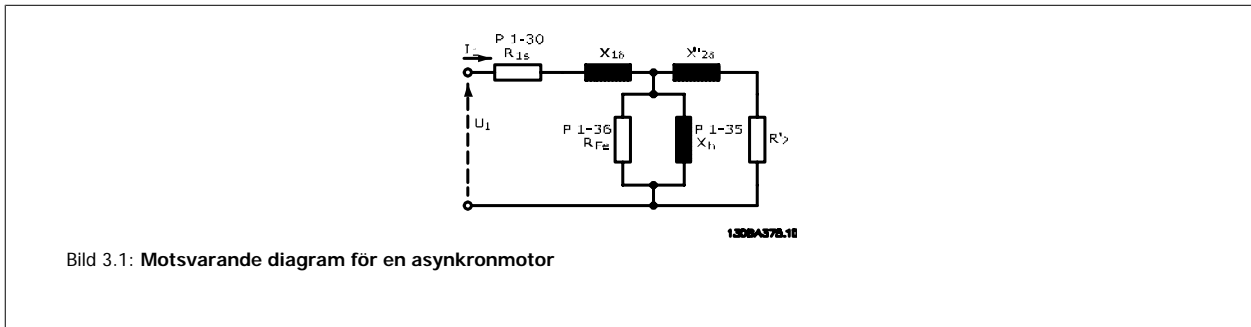 P 1-30
I₁
R1s
X1δ
X"2δ
U1
P 1-36
RFe
P 1-35
Xh
R'2
130BA375.10
Bild 3.1: Motsvarande diagram för en asynkronmotor